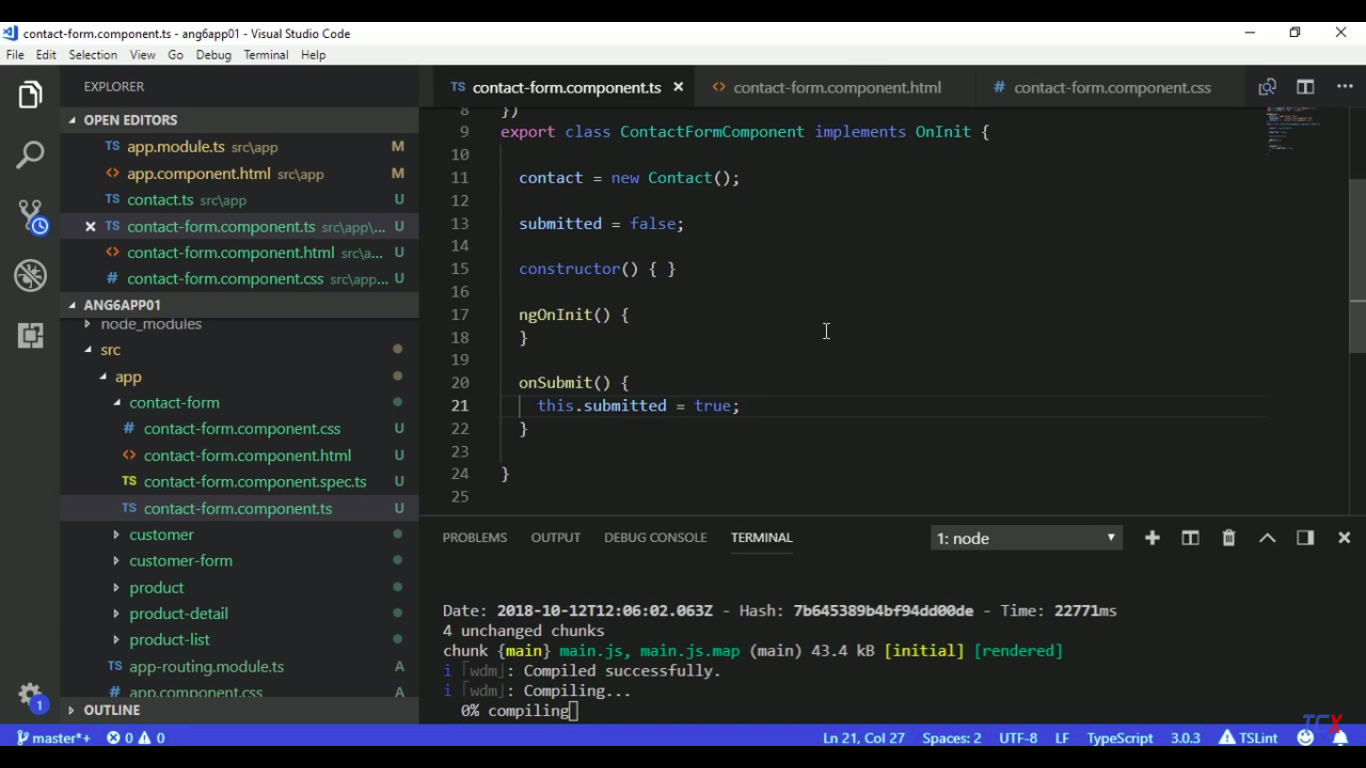 contact-form.component.ts - ang6app01 - Visual Studio Code
File Edit Selection View Go Debug Terminal Help
EXPLORER
OPEN EDITORS
TS app.module.ts src\app M
<> app.component.html src\app M
TS contact.ts src\app U
TS contact-form.component.ts src\app\... U
<> contact-form.component.html src\a... U
# contact-form.component.css src\app... U
ANG6APP01
node_modules
src
app
contact-form
# contact-form.component.css U
<> contact-form.component.html U
TS contact-form.component.spec.ts U
TS contact-form.component.ts U
customer
customer-form
product
product-detail
product-list
TS app-routing.module.ts A
# app.component.css A
OUTLINE
1
TS contact-form.component.ts <> contact-form.component.html # contact-form.component.css
8 })
9 export class ContactFormComponent implements OnInit {
10
11 contact = new Contact();
12
13 submitted = false;
14
15 constructor() { }
16
17 ngOnInit() {
18 }
19
20 onSubmit() {
21 this.submitted = true;
22 }
23
24 }
25
PROBLEMS OUTPUT DEBUG CONSOLE TERMINAL 1: node
Date: 2018-10-12T12:06:02.063Z - Hash: 7b645389b4bf94dd00de - Time: 22771ms
4 unchanged chunks
chunk {main} main.js, main.js.map (main) 43.4 kB [initial] [rendered]
i ｢wdm｣: Compiled successfully.
i ｢wdm｣: Compiling...
0% compiling
master*+ 0 0 Ln 21, Col 27 Spaces: 2 UTF-8 LF TypeScript 3.0.3 TSLint